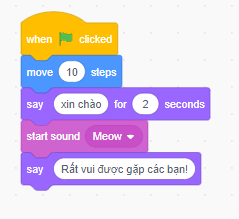 when clicked
move 10 steps
say xin chào for 2 seconds
start sound Meow
say Rất vui được gặp các bạn!